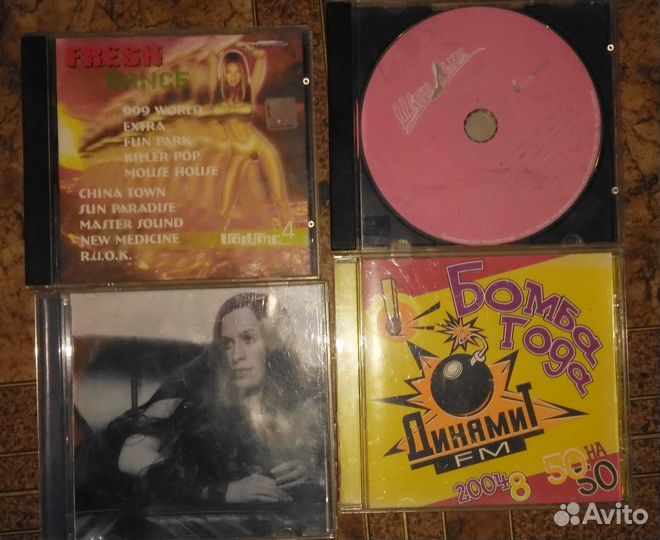 FRESH
DANCE
999 WORLD
EXTRA
FUN PARK
KILLER POP
MOUSE HOUSE
CHINA TOWN
SUN PARADISE
MASTER SOUND
NEW MEDICINE
R.U.O.K.
4
БОМБА
ГОДА
ДИНАМИТ
FM
2004
8
50 НА
50
Avito